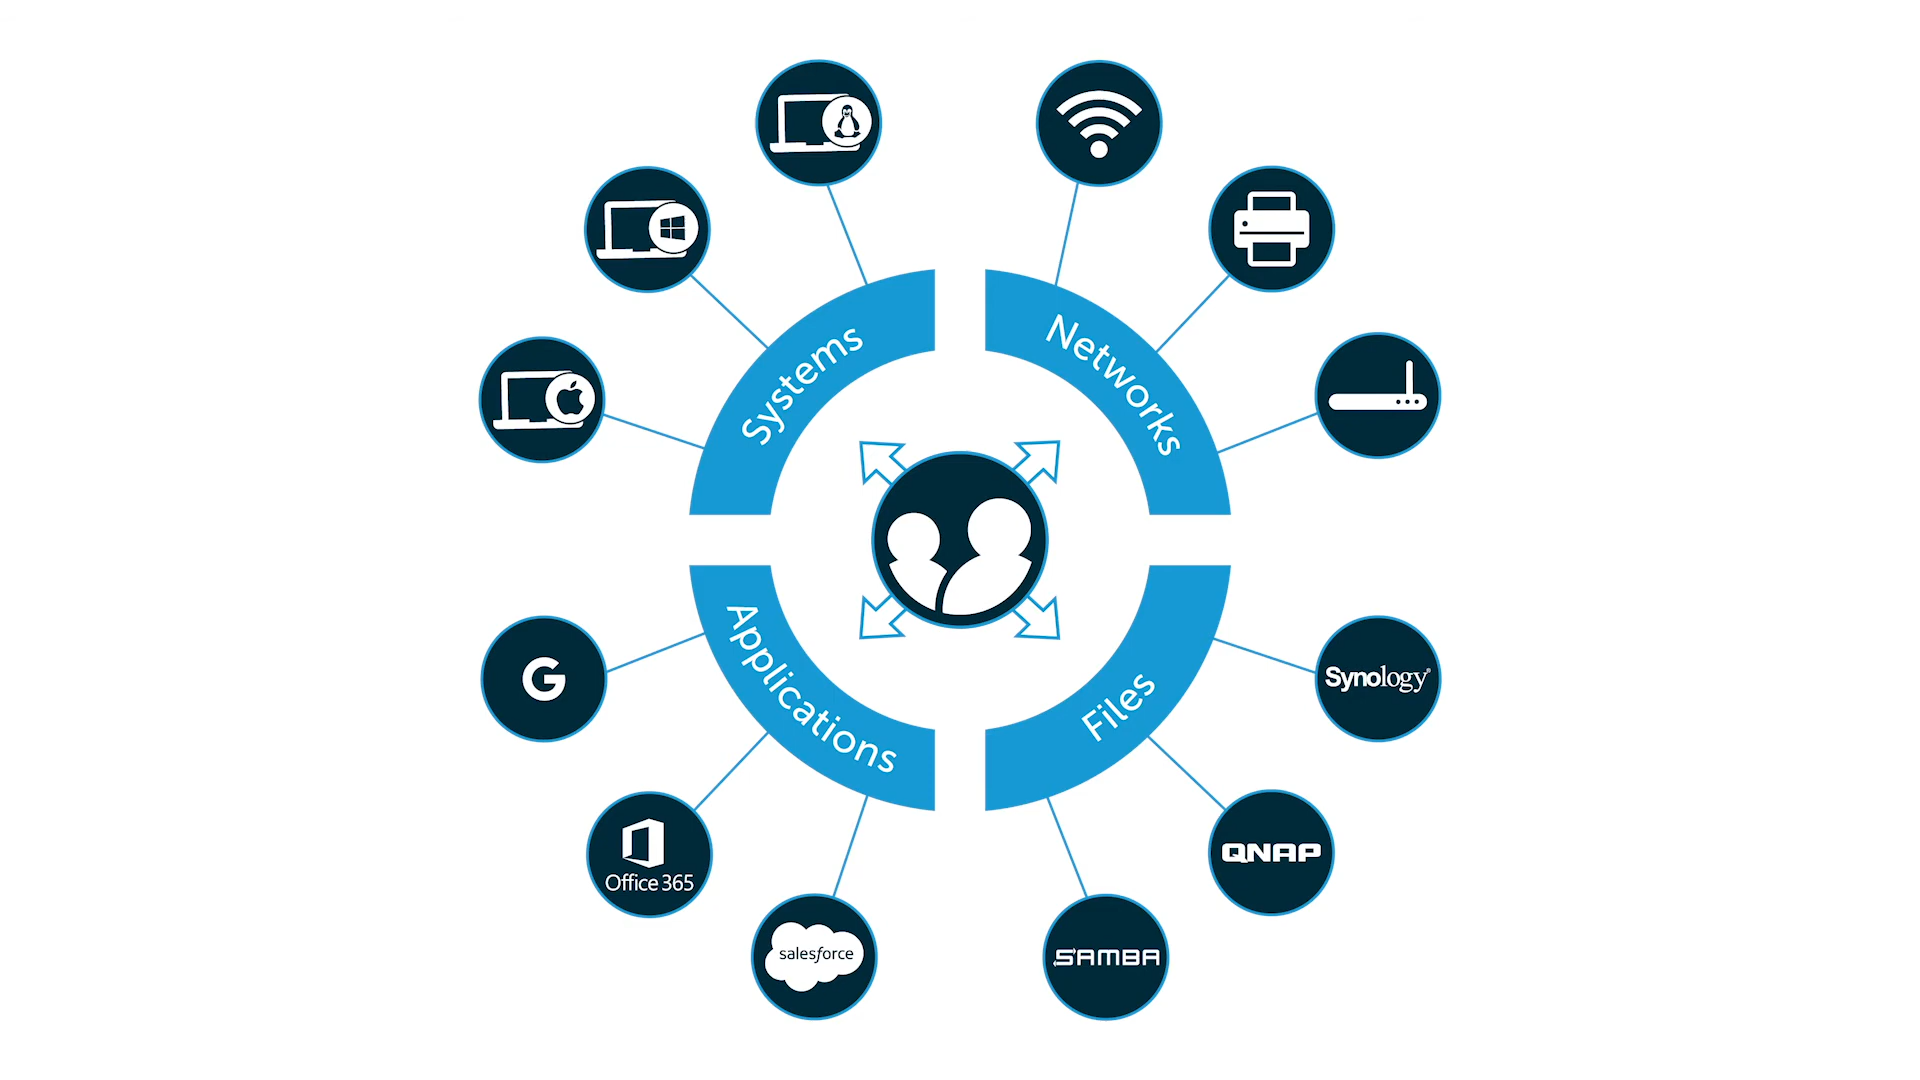 Systems
Networks
Applications
Files
G
Office 365
salesforce
Synology®
QNAP
SAMBA